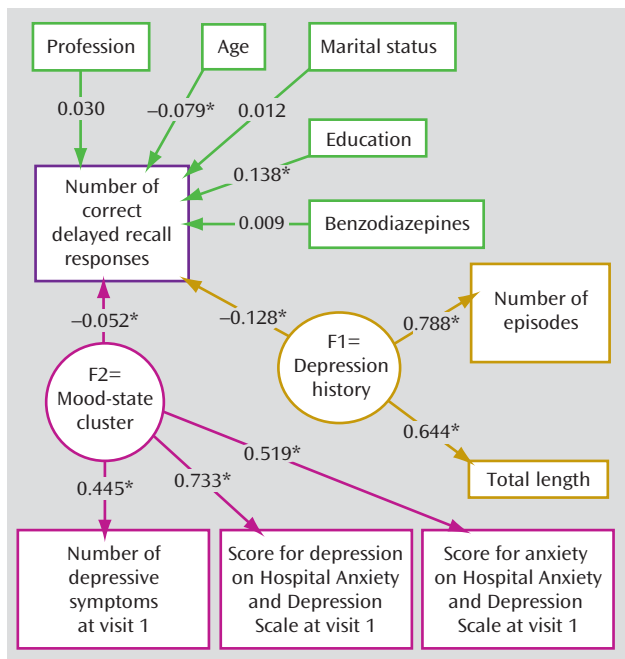 Profession
Age
Marital status
0.030
–0.079*
0.012
Education
0.138*
Number of
correct
delayed recall
responses
0.009
Benzodiazepines
–0.052*
–0.128*
F1=
Depression
history
0.788*
Number of
episodes
F2=
Mood-state
cluster
0.644*
Total length
0.445*
0.733*
0.519*
Number of
depressive
symptoms
at visit 1
Score for depression
on Hospital Anxiety
and Depression
Scale at visit 1
Score for anxiety
on Hospital Anxiety
and Depression
Scale at visit 1